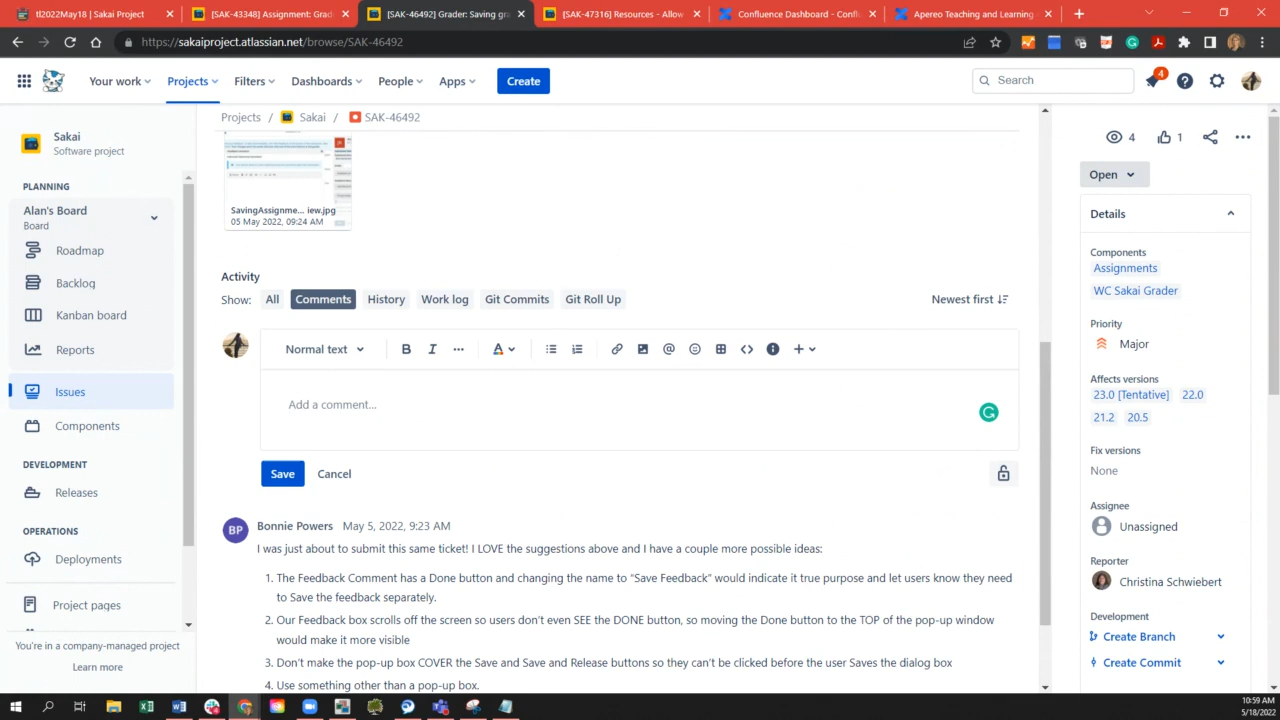 tl2022May18 | Sakai Project
[SAK-43348] Assignment: Grad
[SAK-46492] Grader: Saving gra
[SAK-47316] Resources - Allow
Confluence Dashboard - Conflu
Apereo Teaching and Learning
https://sakaiproject.atlassian.net/browse/SAK-46492
Your work
Projects
Filters
Dashboards
People
Apps
Create
Search
4
Projects / Sakai / SAK-46492
Sakai
Software project
PLANNING
Alan's Board
Board
Roadmap
Backlog
Kanban board
Reports
Issues
Components
DEVELOPMENT
Releases
OPERATIONS
Deployments
Project pages
You're in a company-managed project
Learn more
SavingAssignme... iew.jpg
05 May 2022, 09:24 AM
Activity
Show: All Comments History Work log Git Commits Git Roll Up
Newest first
Normal text
Add a comment...
Save Cancel
BP
Bonnie Powers May 5, 2022, 9:23 AM
I was just about to submit this same ticket! I LOVE the suggestions above and I have a couple more possible ideas:
1. The Feedback Comment has a Done button and changing the name to "Save Feedback" would indicate it true purpose and let users know they need
to Save the feedback separately.
2. Our Feedback box scrolls off the screen so users don't even SEE the DONE button, so moving the Done button to the TOP of the pop-up window
would make it more visible
3. Don't make the pop-up box COVER the Save and Save and Release buttons so they can't be clicked before the user Saves the dialog box
4. Use something other than a pop-up box.
4
1
Open
Details
Components
Assignments
WC Sakai Grader
Priority
Major
Affects versions
23.0 [Tentative] 22.0
21.2 20.5
Fix versions
None
Assignee
Unassigned
Reporter
Christina Schwiebert
Development
Create Branch
Create Commit
10:59 AM
5/18/2022